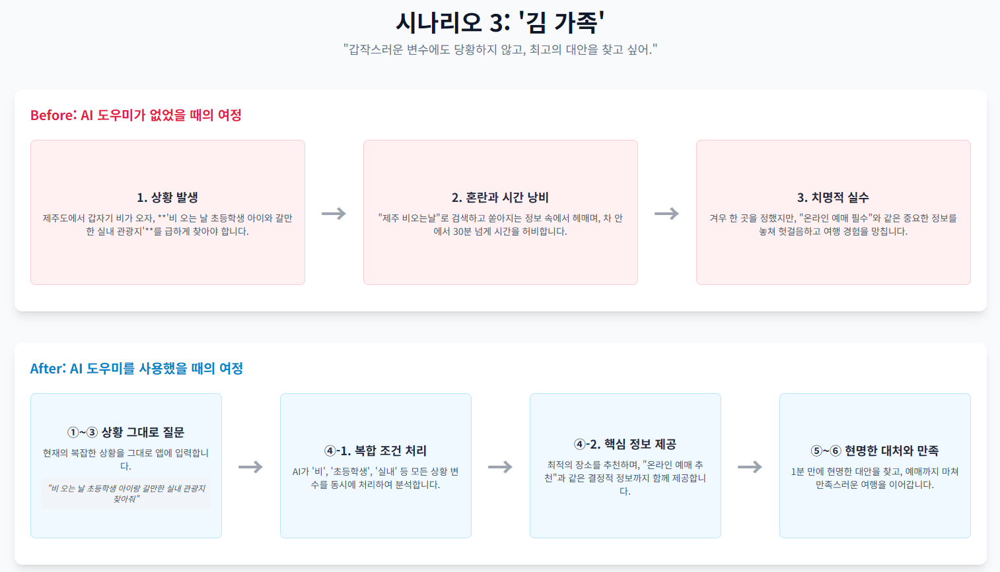 시나리오 3: '김 가족'
"갑작스러운 변수에도 당황하지 않고, 최고의 대안을 찾고 싶어."
Before: AI 도우미가 없었을 때의 여정
1. 상황 발생
제주도에서 갑자기 비가 오자, **'비 오는 날 초등학생 아이와 갈만
한 실내 관광지'**를 급하게 찾아야 합니다.
→
2. 혼란과 시간 낭비
"제주 비오는날"로 검색하고 쏟아지는 정보 속에서 헤매며, 차 안
에서 30분 넘게 시간을 허비합니다.
→
3. 치명적 실수
겨우 한 곳을 정했지만, "온라인 예매 필수"와 같은 중요한 정보를
놓쳐 헛걸음하고 여행 경험을 망칩니다.
After: AI 도우미를 사용했을 때의 여정
①~③ 상황 그대로 질문
현재의 복잡한 상황을 그대로 앱에 입력합니
다.
"비 오는 날 초등학생 아이랑 갈만한 실내 관광지
찾아줘"
→
④-1. 복합 조건 처리
AI가 '비', '초등학생', '실내' 등 모든 상황 변
수를 동시에 처리하여 분석합니다.
→
④-2. 핵심 정보 제공
최적의 장소를 추천하며, "온라인 예매 추
천"과 같은 결정적 정보까지 함께 제공합니
다.
→
⑤~⑥ 현명한 대처와 만족
1분 만에 현명한 대안을 찾고, 예매까지 마쳐
만족스러운 여행을 이어갑니다.